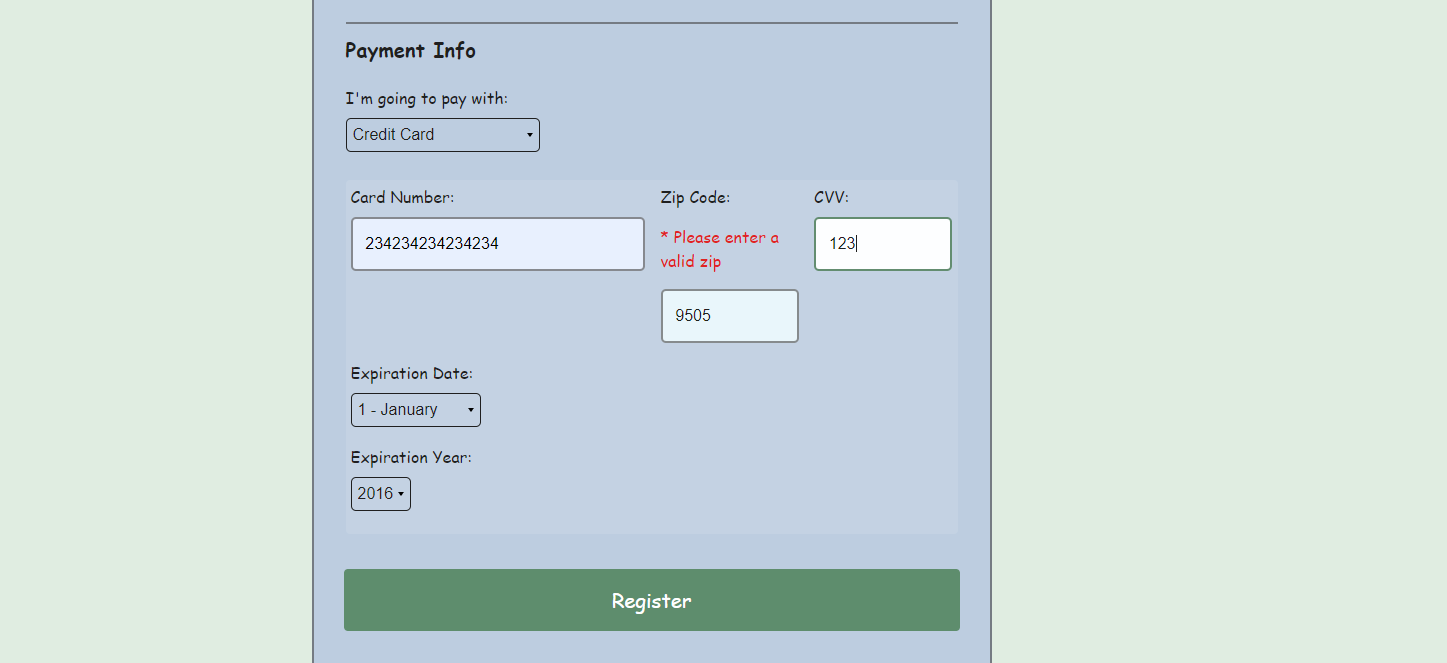 Payment Info
I'm going to pay with:
Credit Card
Card Number:
234234234234234
Zip Code:
* Please enter a
valid zip
9505
CVV:
123
Expiration Date:
1 - January
Expiration Year:
2016
Register